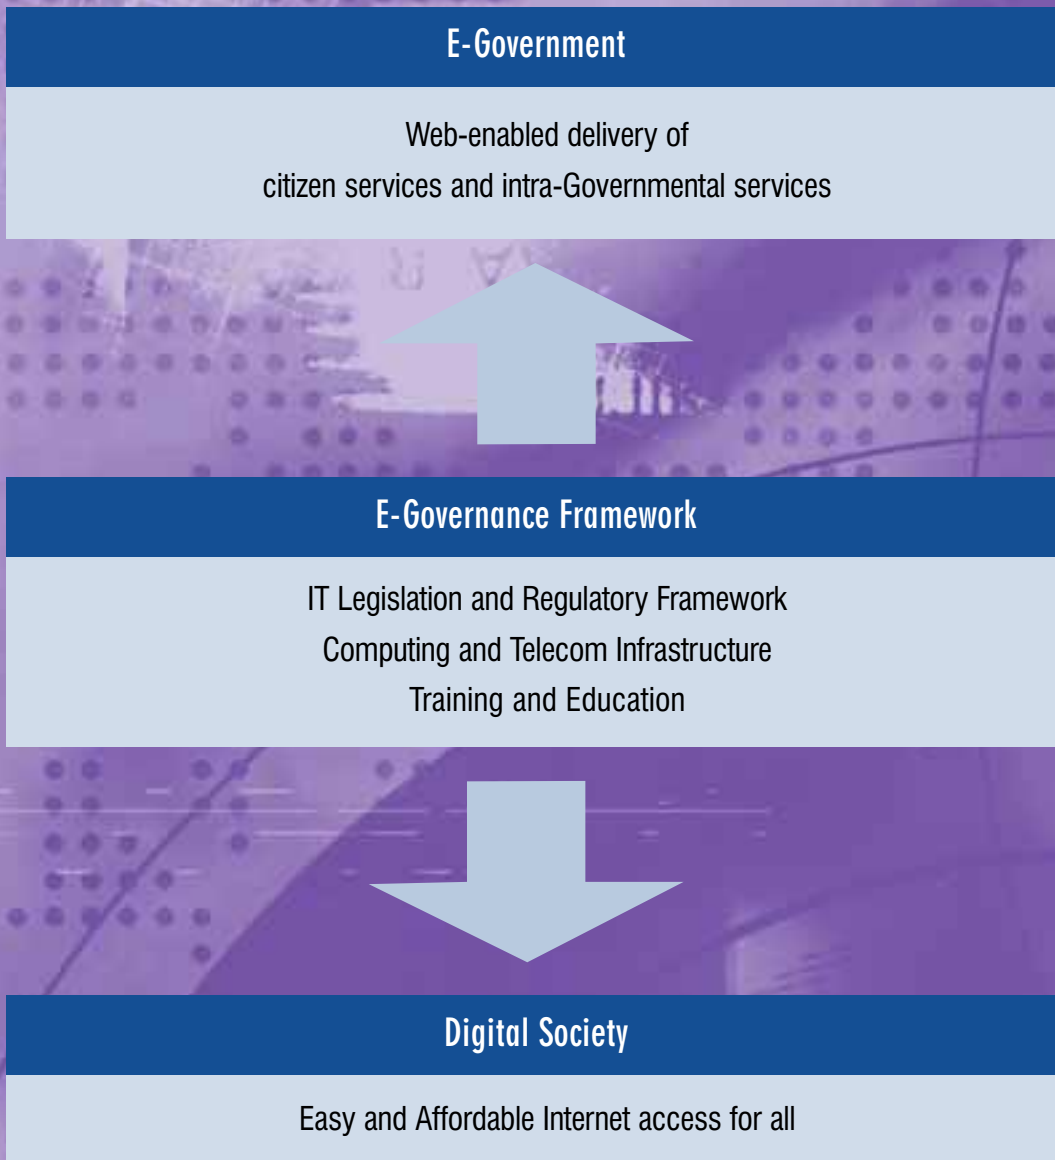 E-Government
Web-enabled delivery of
citizen services and intra-Governmental services
E-Governance Framework
IT Legislation and Regulatory Framework
Computing and Telecom Infrastructure
Training and Education
Digital Society
Easy and Affordable Internet access for all